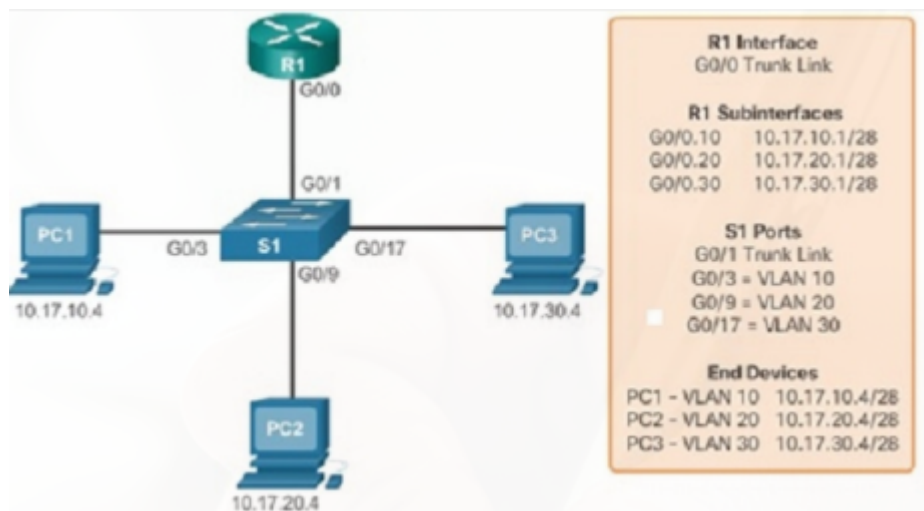 R1
G0/0
G0/1
PC1
G0/3
S1
G0/17
PC3
G0/9
10.17.10.4
10.17.30.4
PC2
10.17.20.4
R1 Interface
G0/0 Trunk Link
R1 Subinterfaces
G0/0.10 10.17.10.1/28
G0/0.20 10.17.20.1/28
G0/0.30 10.17.30.1/28
S1 Ports
G0/1 Trunk Link
G0/3 = VLAN 10
G0/9 = VLAN 20
G0/17 = VLAN 30
End Devices
PC1 - VLAN 10 10.17.10.4/28
PC2 - VLAN 20 10.17.20.4/28
PC3 - VLAN 30 10.17.30.4/28